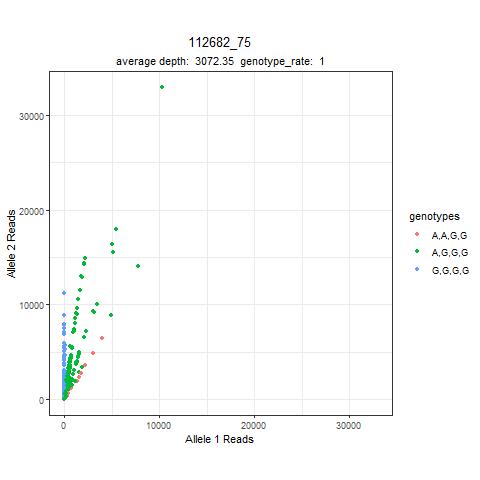 112682_75
average depth:  3072.35  genotype_rate:  1
Allele 2 Reads
30000
20000
10000
0
0
10000
20000
30000
Allele 1 Reads
genotypes
A,A,G,G
A,G,G,G
G,G,G,G